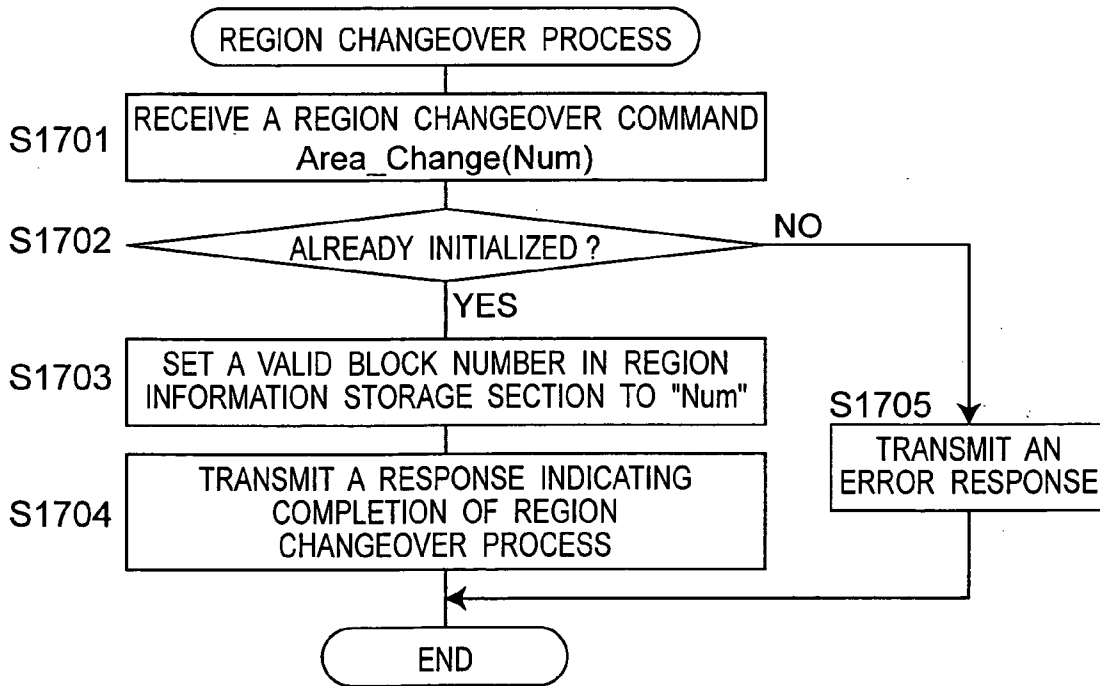 REGION CHANGEOVER PROCESS
S1701
RECEIVE A REGION CHANGEOVER COMMAND
Area_Change(Num)
S1702
ALREADY INITIALIZED ?
NO
YES
S1703
SET A VALID BLOCK NUMBER IN REGION
INFORMATION STORAGE SECTION TO "Num"
S1705
TRANSMIT AN
ERROR RESPONSE
S1704
TRANSMIT A RESPONSE INDICATING
COMPLETION OF REGION
CHANGEOVER PROCESS
END